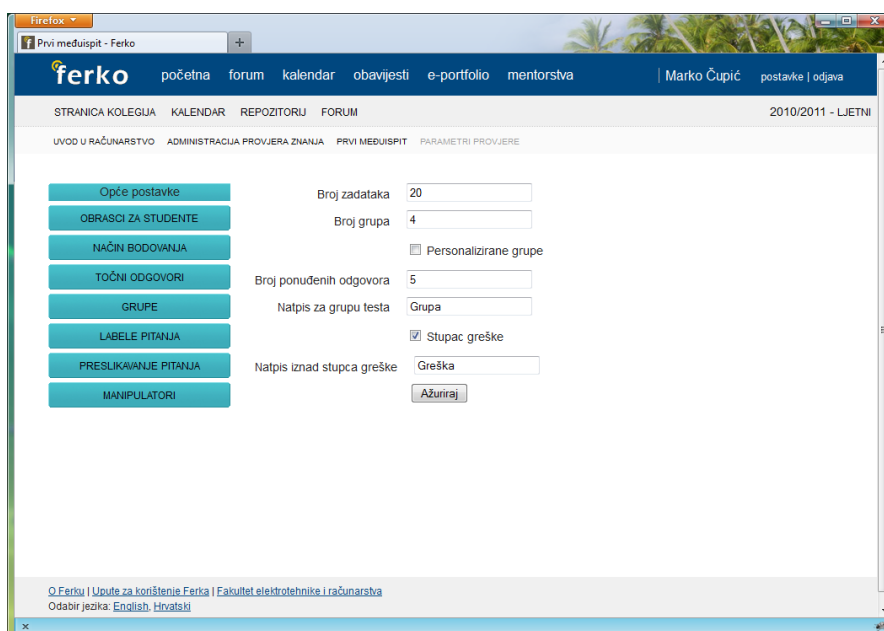 Firefox
Prvi međuispit - Ferko
ferko početna forum kalendar obavijesti e-portfolio mentorstva | Marko Čupić postavke | odjava
STRANICA KOLEGIJA KALENDAR REPOZITORIJ FORUM 2010/2011 - LJETNI
UVOD U RAČUNARSTVO ADMINISTRACIJA PROVJERA ZNANJA PRVI MEĐUISPIT PARAMETRI PROVJERE
Opće postavke
OBRASCI ZA STUDENTE
NAČIN BODOVANJA
TOČNI ODGOVORI
GRUPE
LABELE PITANJA
PRESLIKAVANJE PITANJA
MANIPULATORI
Broj zadataka 20
Broj grupa 4
Personalizirane grupe
Broj ponuđenih odgovora 5
Natpis za grupu testa Grupa
Stupac greške
Natpis iznad stupca greške Greška
Ažuriraj
O Ferku | Upute za korištenje Ferka | Fakultet elektrotehnike i računarstva
Odabir jezika: English, Hrvatski